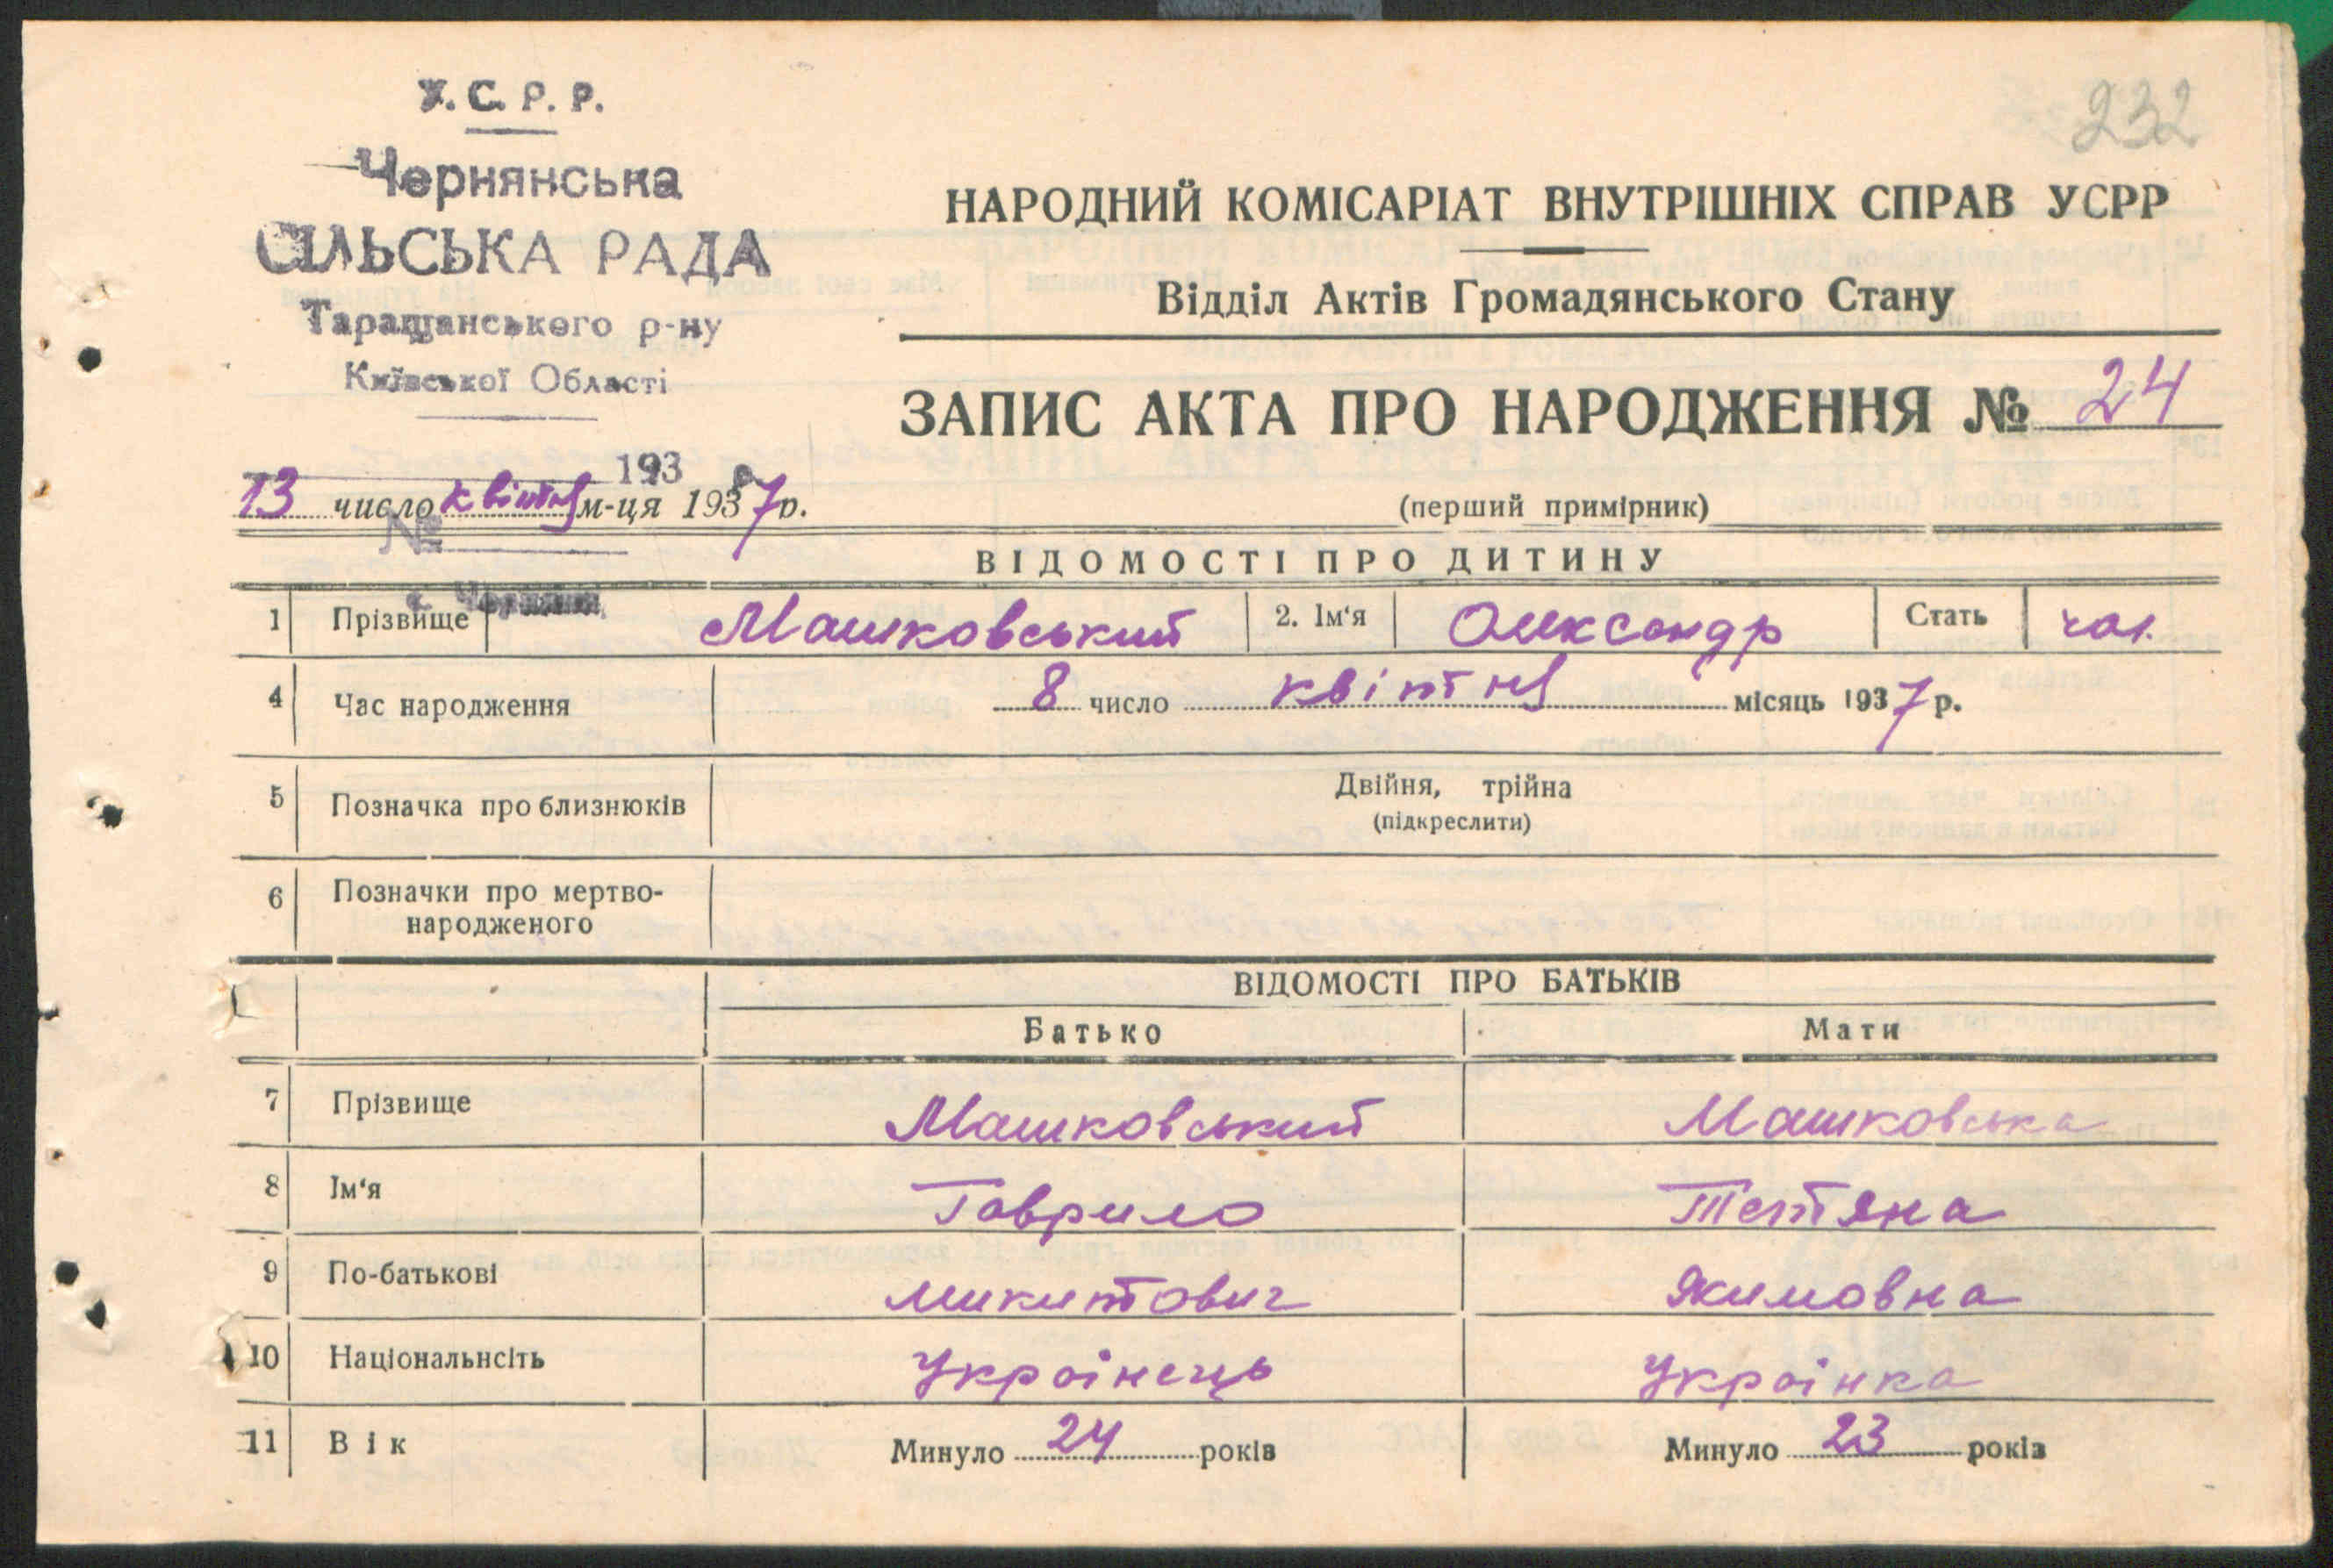 232
У.С.Р.Р.
Чернянська
СІЛЬСЬКА РАДА
Таращанського р-ну
Київської Області
193 р.
№
с. Чернин
НАРОДНИЙ КОМІСАРІАТ ВНУТРІШНІХ СПРАВ УСРР
Відділ Актів Громадянського Стану
ЗАПИС АКТА ПРО НАРОДЖЕННЯ № 24
13 число квітня м-ця 1937 р.
(перший примірник)
ВІДОМОСТІ ПРО ДИТИНУ
1 Прізвище Машковський 2. Ім'я Олександр Стать чол.
4 Час народження 8 число квітня місяць 1937 р.
5 Позначка про близнюків Двійня, трійна
(підкреслити)
6 Позначки про мертво-
народженого
ВІДОМОСТІ ПРО БАТЬКІВ
Батько Мати
7 Прізвище Машковський Машковська
8 Ім'я Гаврило Тетяна
9 По-батькові Микитович Якимовна
10 Національнсіть Українець Українка
11 Вік Минуло 24 років Минуло 23 років